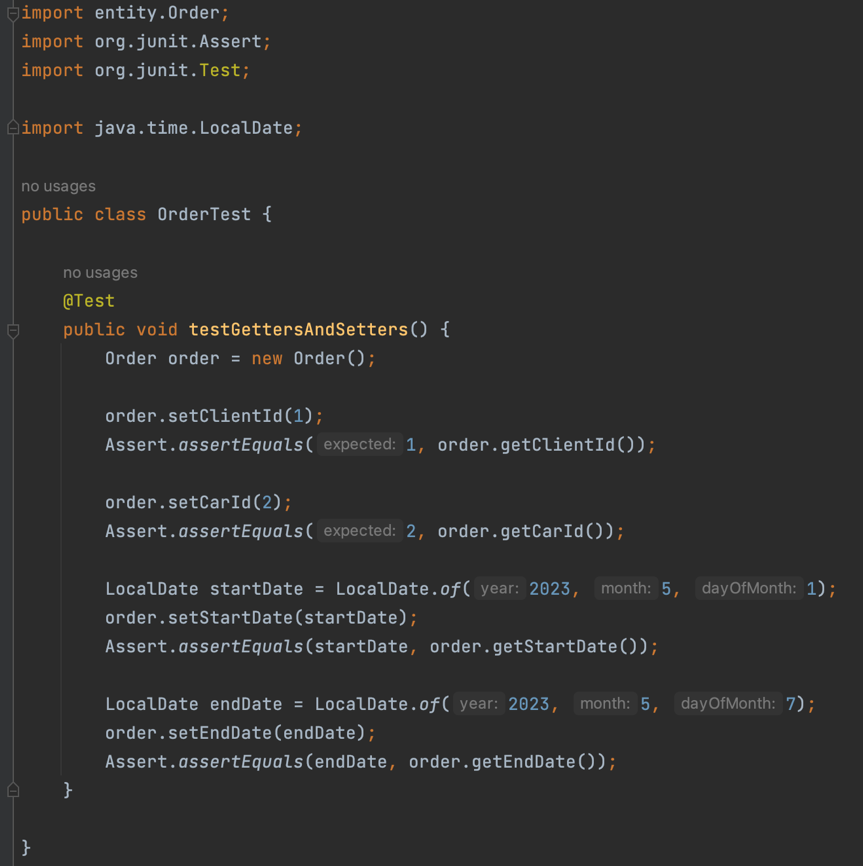 import entity.Order;
import org.junit.Assert;
import org.junit.Test;
import java.time.LocalDate;
no usages
public class OrderTest {
no usages
@Test
public void testGettersAndSetters() {
Order order = new Order();
order.setClientId(1);
Assert.assertEquals( expected: 1, order.getClientId());
order.setCarId(2);
Assert.assertEquals( expected: 2, order.getCarId());
LocalDate startDate = LocalDate.of( year: 2023, month: 5, dayOfMonth: 1);
order.setStartDate(startDate);
Assert.assertEquals(startDate, order.getStartDate());
LocalDate endDate = LocalDate.of( year: 2023, month: 5, dayOfMonth: 7);
order.setEndDate(endDate);
Assert.assertEquals(endDate, order.getEndDate());
}
}